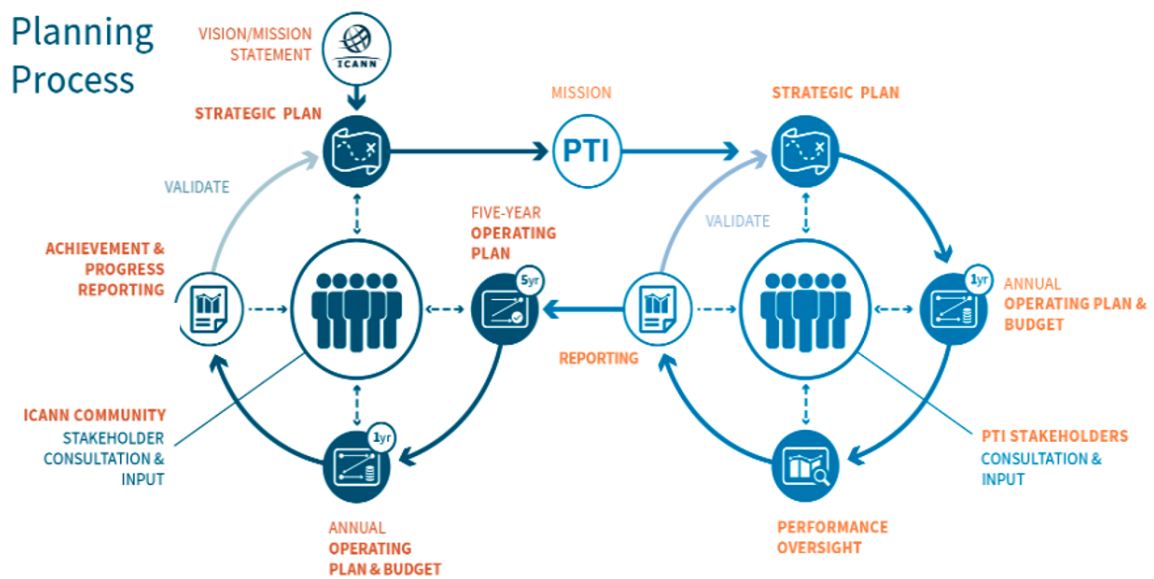 Planning
Process
VISION/MISSION
STATEMENT
ICANN
STRATEGIC PLAN
MISSION
PTI
STRATEGIC PLAN
VALIDATE
FIVE-YEAR
OPERATING
PLAN
5yr
VALIDATE
ACHIEVEMENT &
PROGRESS
REPORTING
1yr
ANNUAL
OPERATING PLAN &
BUDGET
REPORTING
ICANN COMMUNITY
STAKEHOLDER
CONSULTATION &
INPUT
1yr
ANNUAL
OPERATING
PLAN & BUDGET
PTI STAKEHOLDERS
CONSULTATION &
INPUT
PERFORMANCE
OVERSIGHT